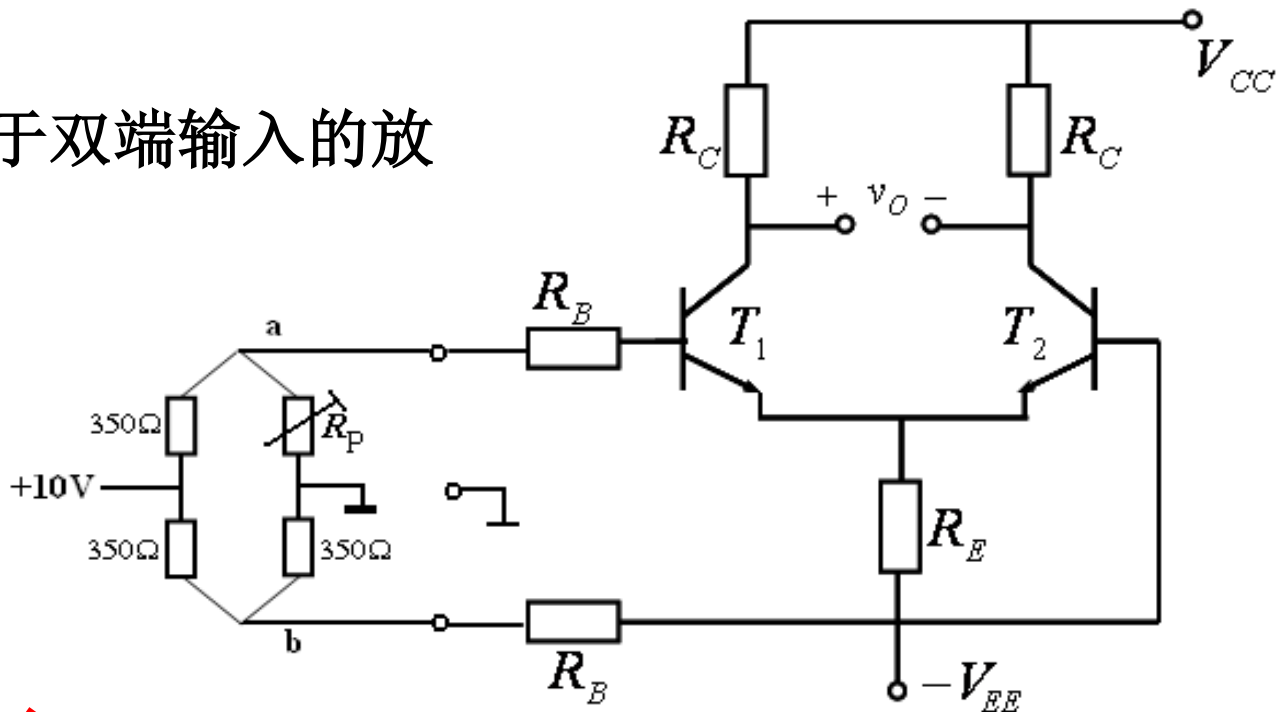 V_CC
于双端输入的放
R_C
R_C
+ v_O −
R_B
T_1
T_2
a
350Ω
R_P
+10V
350Ω
350Ω
R_E
b
R_B
−V_EE